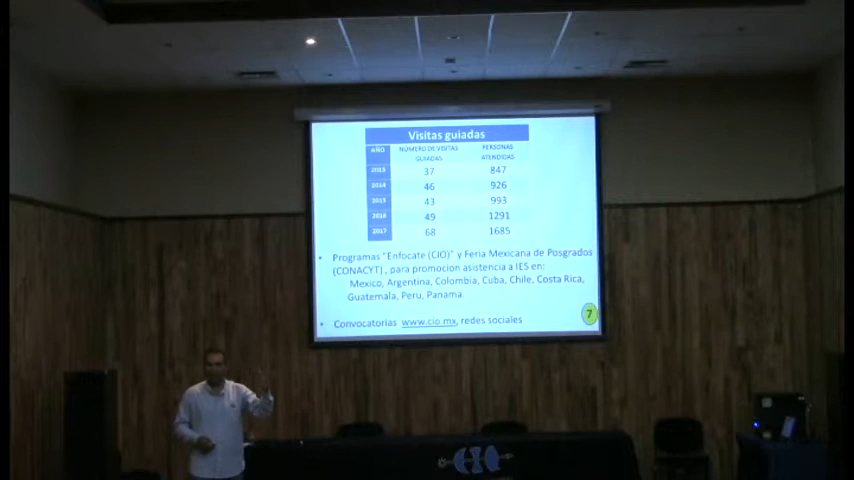 Visitas guiadas
AÑO NÚMERO DE VISITAS GUIADAS PERSONAS ATENDIDAS
2013 37 847
2014 46 926
2015 43 993
2016 49 1291
2017 68 1685
• Programas "Enfocate (CIO)" y Feria Mexicana de Posgrados
(CONACYT) , para promocion asistencia a IES en:
Mexico, Argentina, Colombia, Cuba, Chile, Costa Rica,
Guatemala, Peru, Panama.
• Convocatorias www.cio.mx, redes sociales
7